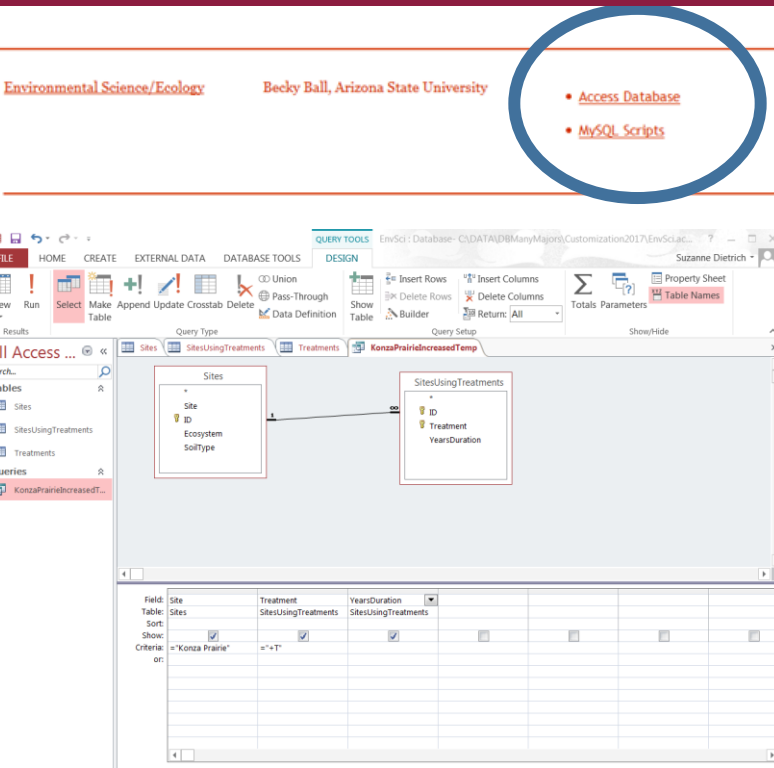 Environmental Science/Ecology Becky Ball, Arizona State University
• Access Database
• MySQL Scripts
QUERY TOOLS EnvSci : Database- C:\DATA\DBManyMajors\Customization2017\EnvSci.ac... ? — □ ×
FILE HOME CREATE EXTERNAL DATA DATABASE TOOLS DESIGN Suzanne Dietrich
Union Insert Rows Insert Columns Property Sheet
Run Select Make Table Append Update Crosstab Delete Pass-Through Show Table Delete Rows Delete Columns Totals Parameters Table Names
Data Definition Builder Return: All
Results Query Type Query Setup Show/Hide
Access ... « Sites SitesUsingTreatments Treatments KonzaPrairieIncreasedTemp ×
Sites
SitesUsingTreatments
Treatments
KonzaPrairieIncreasedT...
Sites
*
Site
ID
Ecosystem
SoilType
1 ∞
SitesUsingTreatments
*
ID
Treatment
YearsDuration
Field: Site Treatment YearsDuration
Table: Sites SitesUsingTreatments SitesUsingTreatments
Sort:
Show:
Criteria: ="Konza Prairie" ="+T"
or: